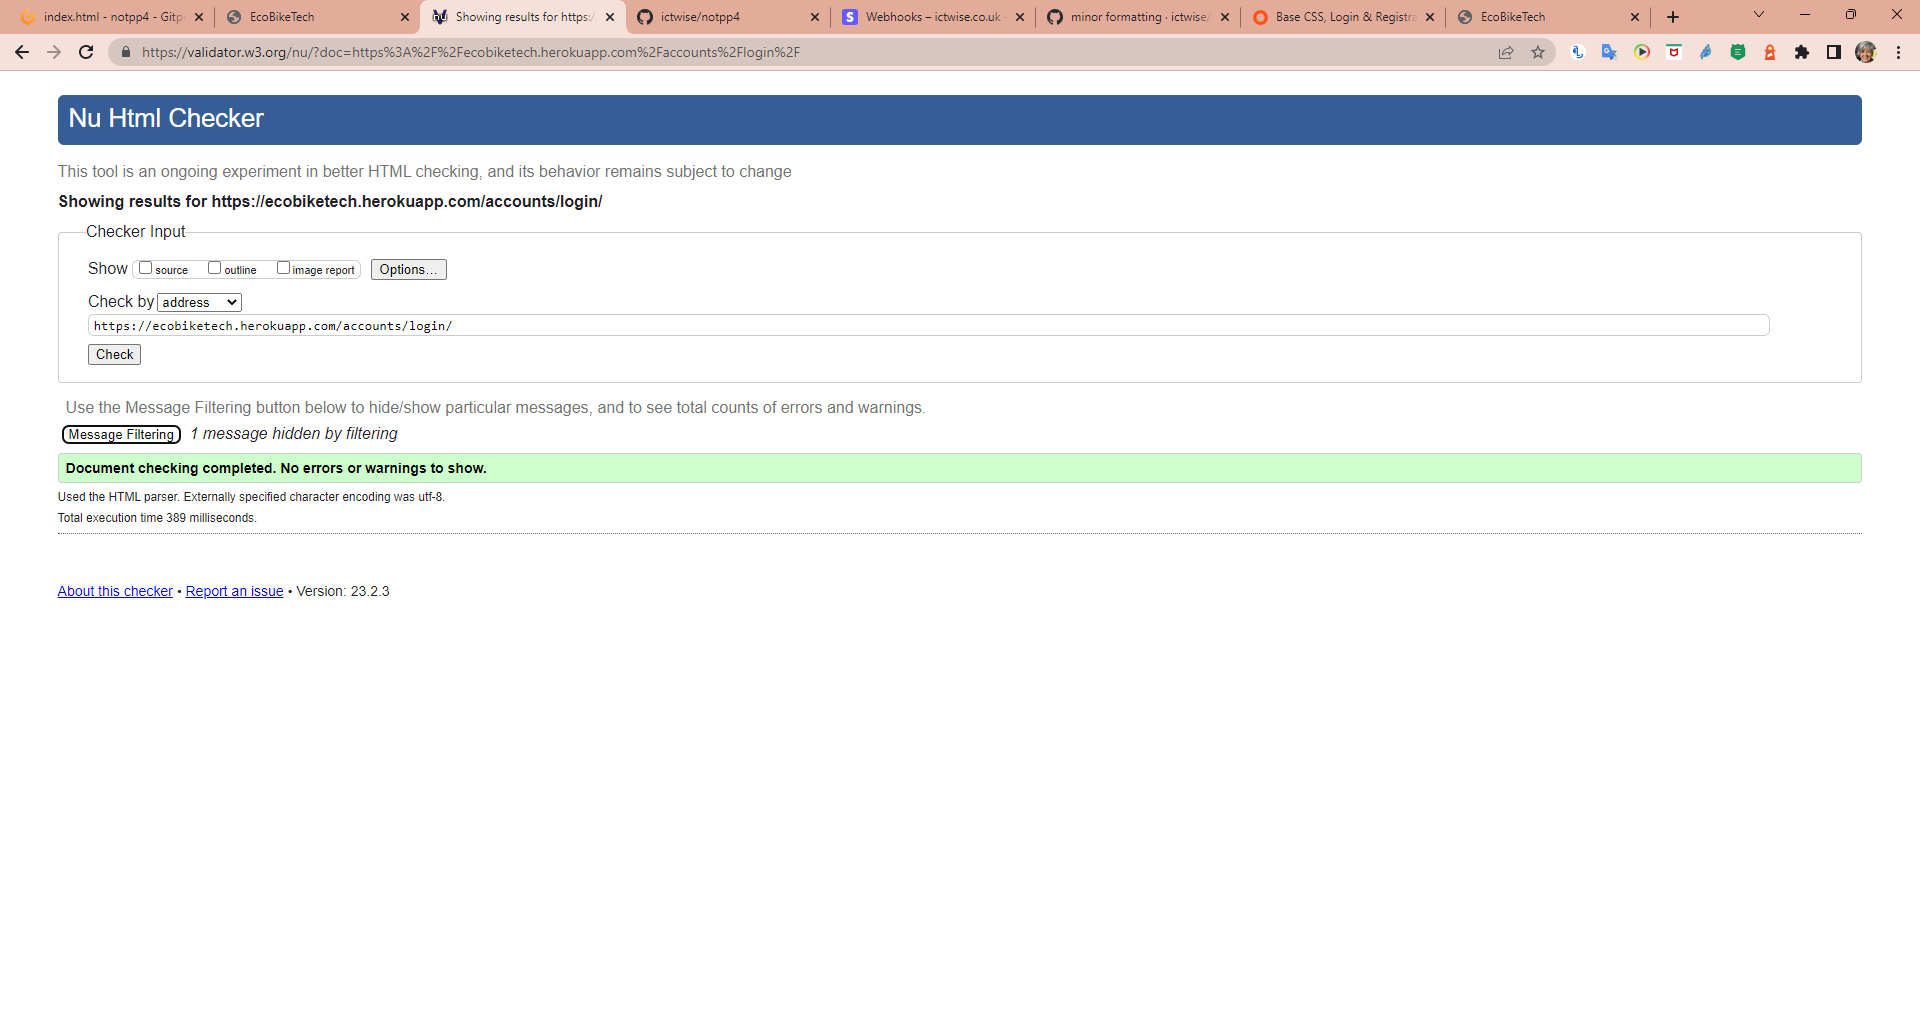 index.html - notpp4 - Gitp
EcoBikeTech
Showing results for https:/
ictwise/notpp4
Webhooks – ictwise.co.uk
minor formatting · ictwise/
Base CSS, Login & Registra
EcoBikeTech
https://validator.w3.org/nu/?doc=https%3A%2F%2Fecobiketech.herokuapp.com%2Faccounts%2Flogin%2F
Nu Html Checker
This tool is an ongoing experiment in better HTML checking, and its behavior remains subject to change
Showing results for https://ecobiketech.herokuapp.com/accounts/login/
Checker Input
Show source outline image report Options...
Check by address
https://ecobiketech.herokuapp.com/accounts/login/
Check
Use the Message Filtering button below to hide/show particular messages, and to see total counts of errors and warnings.
Message Filtering 1 message hidden by filtering
Document checking completed. No errors or warnings to show.
Used the HTML parser. Externally specified character encoding was utf-8.
Total execution time 389 milliseconds.
About this checker • Report an issue • Version: 23.2.3